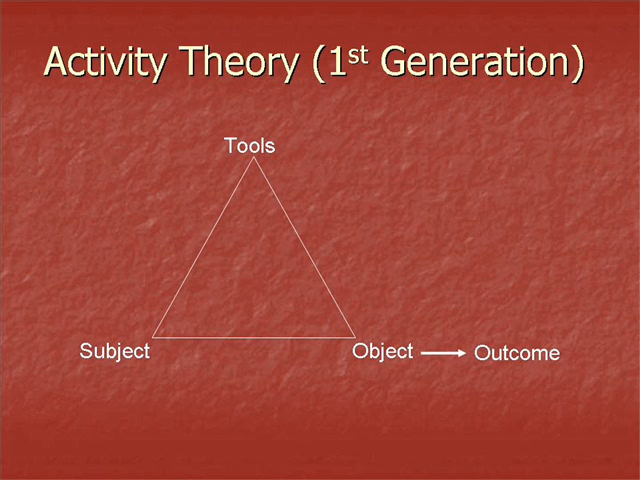 Activity Theory (1st Generation)
Tools
Subject
Object
Outcome